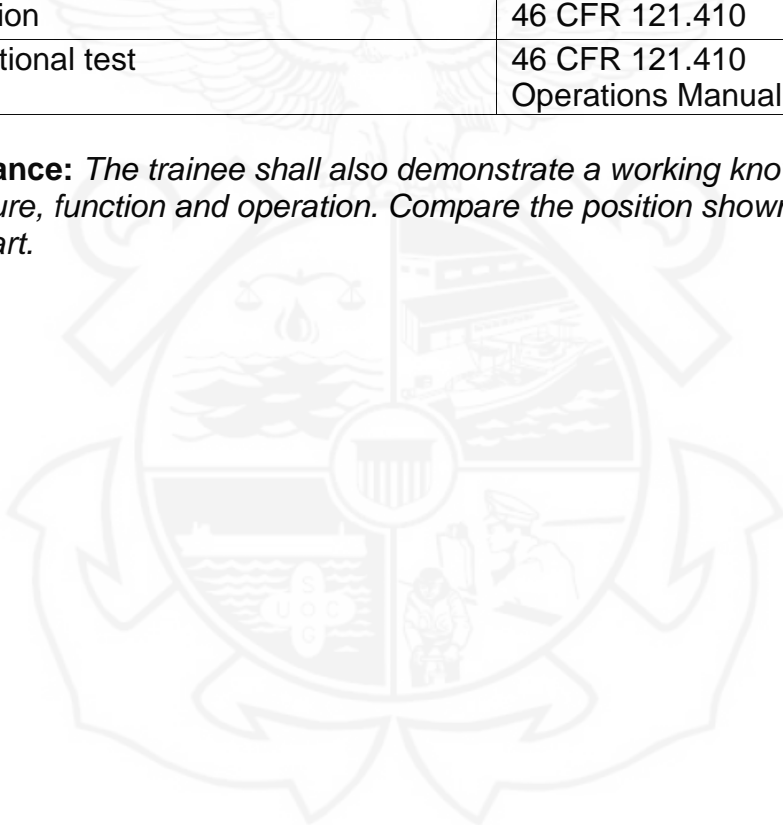 ion 46 CFR 121.410
tional test 46 CFR 121.410
Operations Manual
ance: The trainee shall also demonstrate a working kno
ure, function and operation. Compare the position shown
art.
S
U O C
G